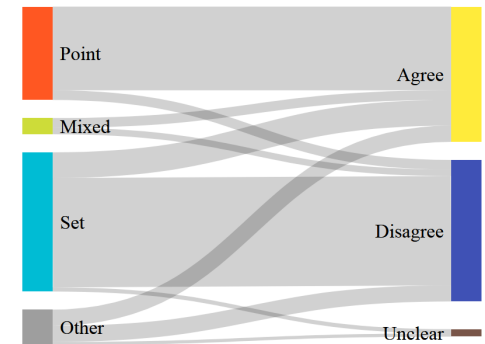 Point
Agree
Mixed
Set
Disagree
Other
Unclear